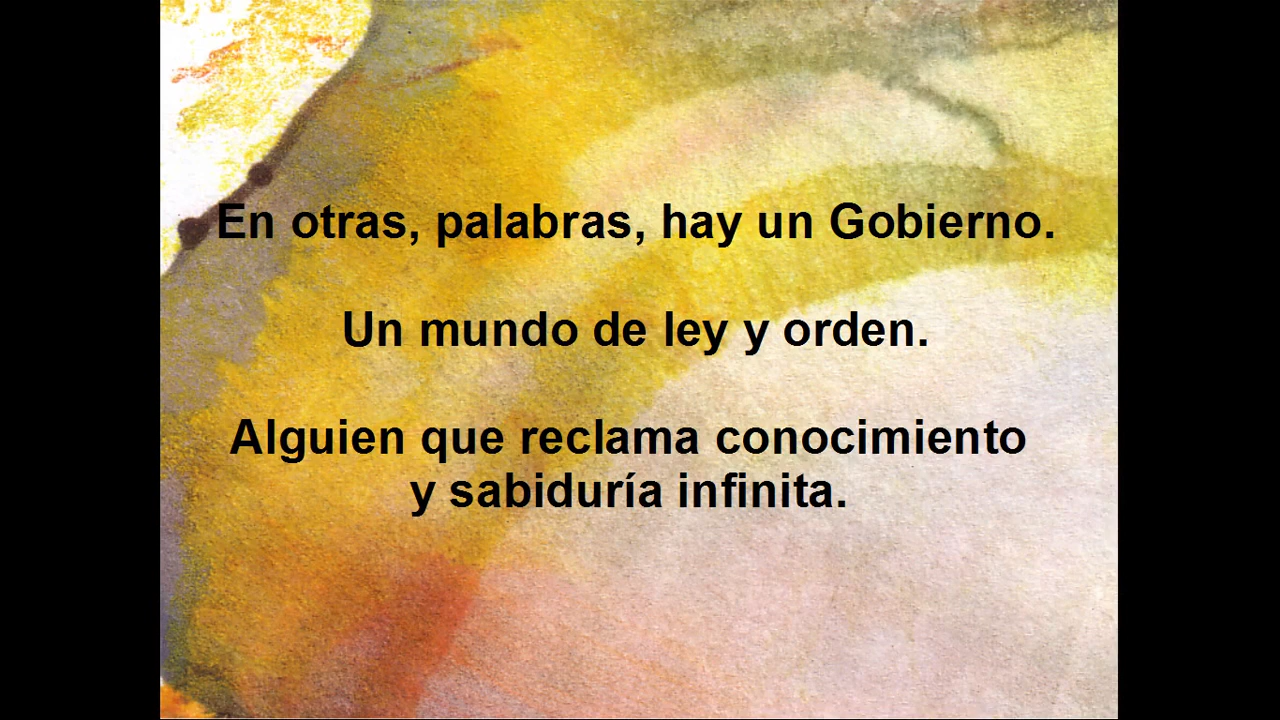 En otras, palabras, hay un Gobierno.
Un mundo de ley y orden.
Alguien que reclama conocimiento
y sabiduría infinita.